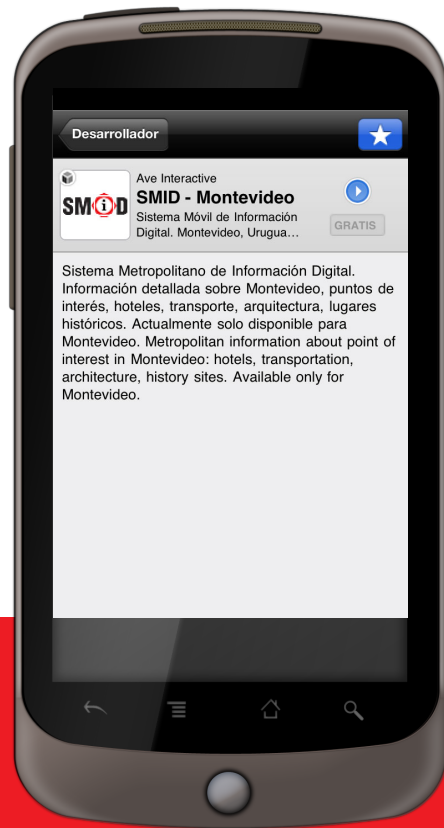 Desarrollador
Ave Interactive
SMiD
SMID - Montevideo
Sistema Móvil de Información
Digital. Montevideo, Urugua...
GRATIS
Sistema Metropolitano de Información Digital.
Información detallada sobre Montevideo, puntos de
interés, hoteles, transporte, arquitectura, lugares
históricos. Actualmente solo disponible para
Montevideo. Metropolitan information about point of
interest in Montevideo: hotels, transportation,
architecture, history sites. Available only for
Montevideo.